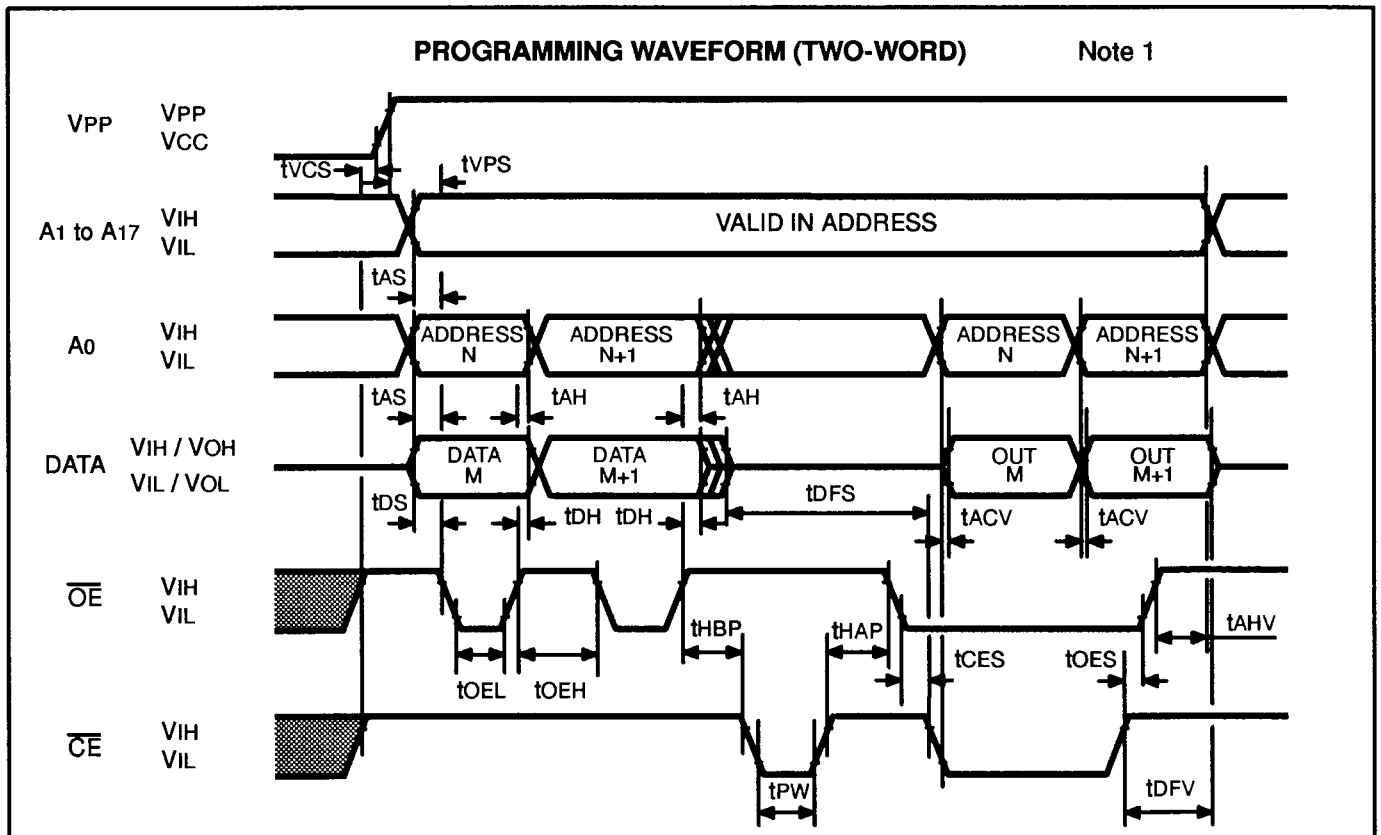 PROGRAMMING WAVEFORM (TWO-WORD) Note 1
VPP VPP
VCC
tVCS tVPS
A1 to A17 VIH
VIL
VALID IN ADDRESS
tAS
A0 VIH
VIL
ADDRESS N
ADDRESS N+1
ADDRESS N
ADDRESS N+1
tAS tAH tAH
DATA VIH / VOH
VIL / VOL
DATA M
DATA M+1
OUT M
OUT M+1
tDS tDH tDH tDFS tACV tACV
OE VIH
VIL
tOEL tOEH tHBP tHAP tCES tOES tAHV
CE VIH
VIL
tPW tDFV